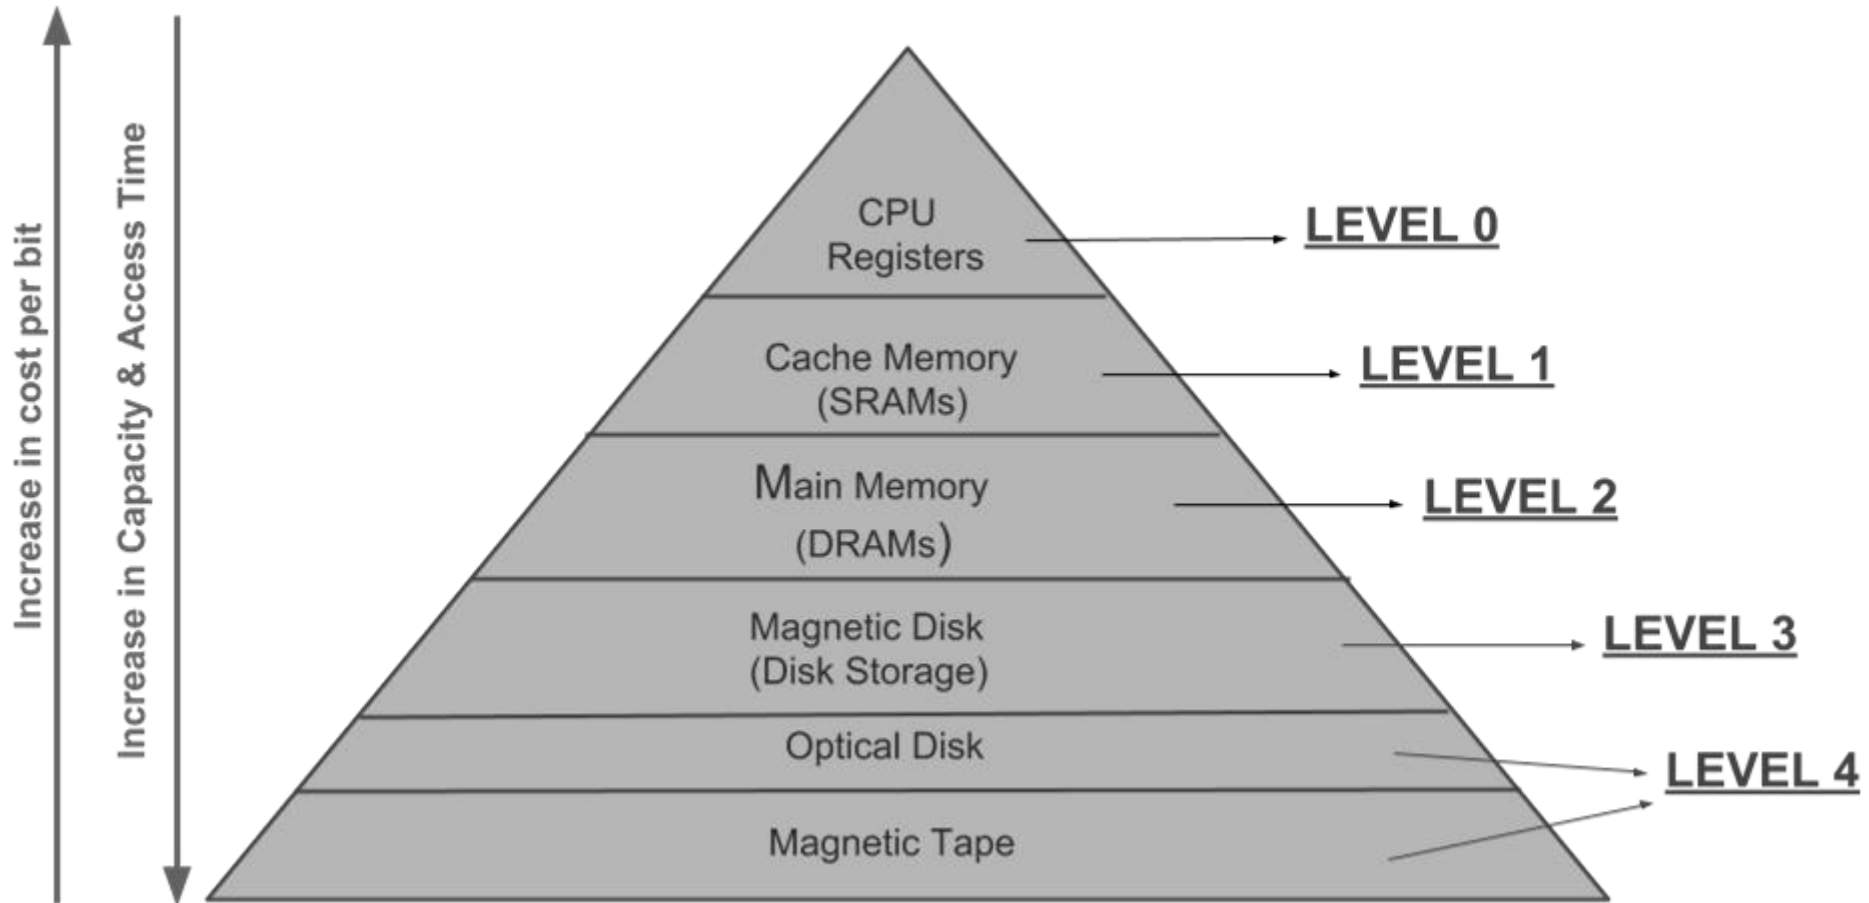 Increase in cost per bit
Increase in Capacity & Access Time
CPU
Registers
LEVEL 0
Cache Memory
(SRAMs)
LEVEL 1
Main Memory
(DRAMs)
LEVEL 2
Magnetic Disk
(Disk Storage)
LEVEL 3
Optical Disk
LEVEL 4
Magnetic Tape